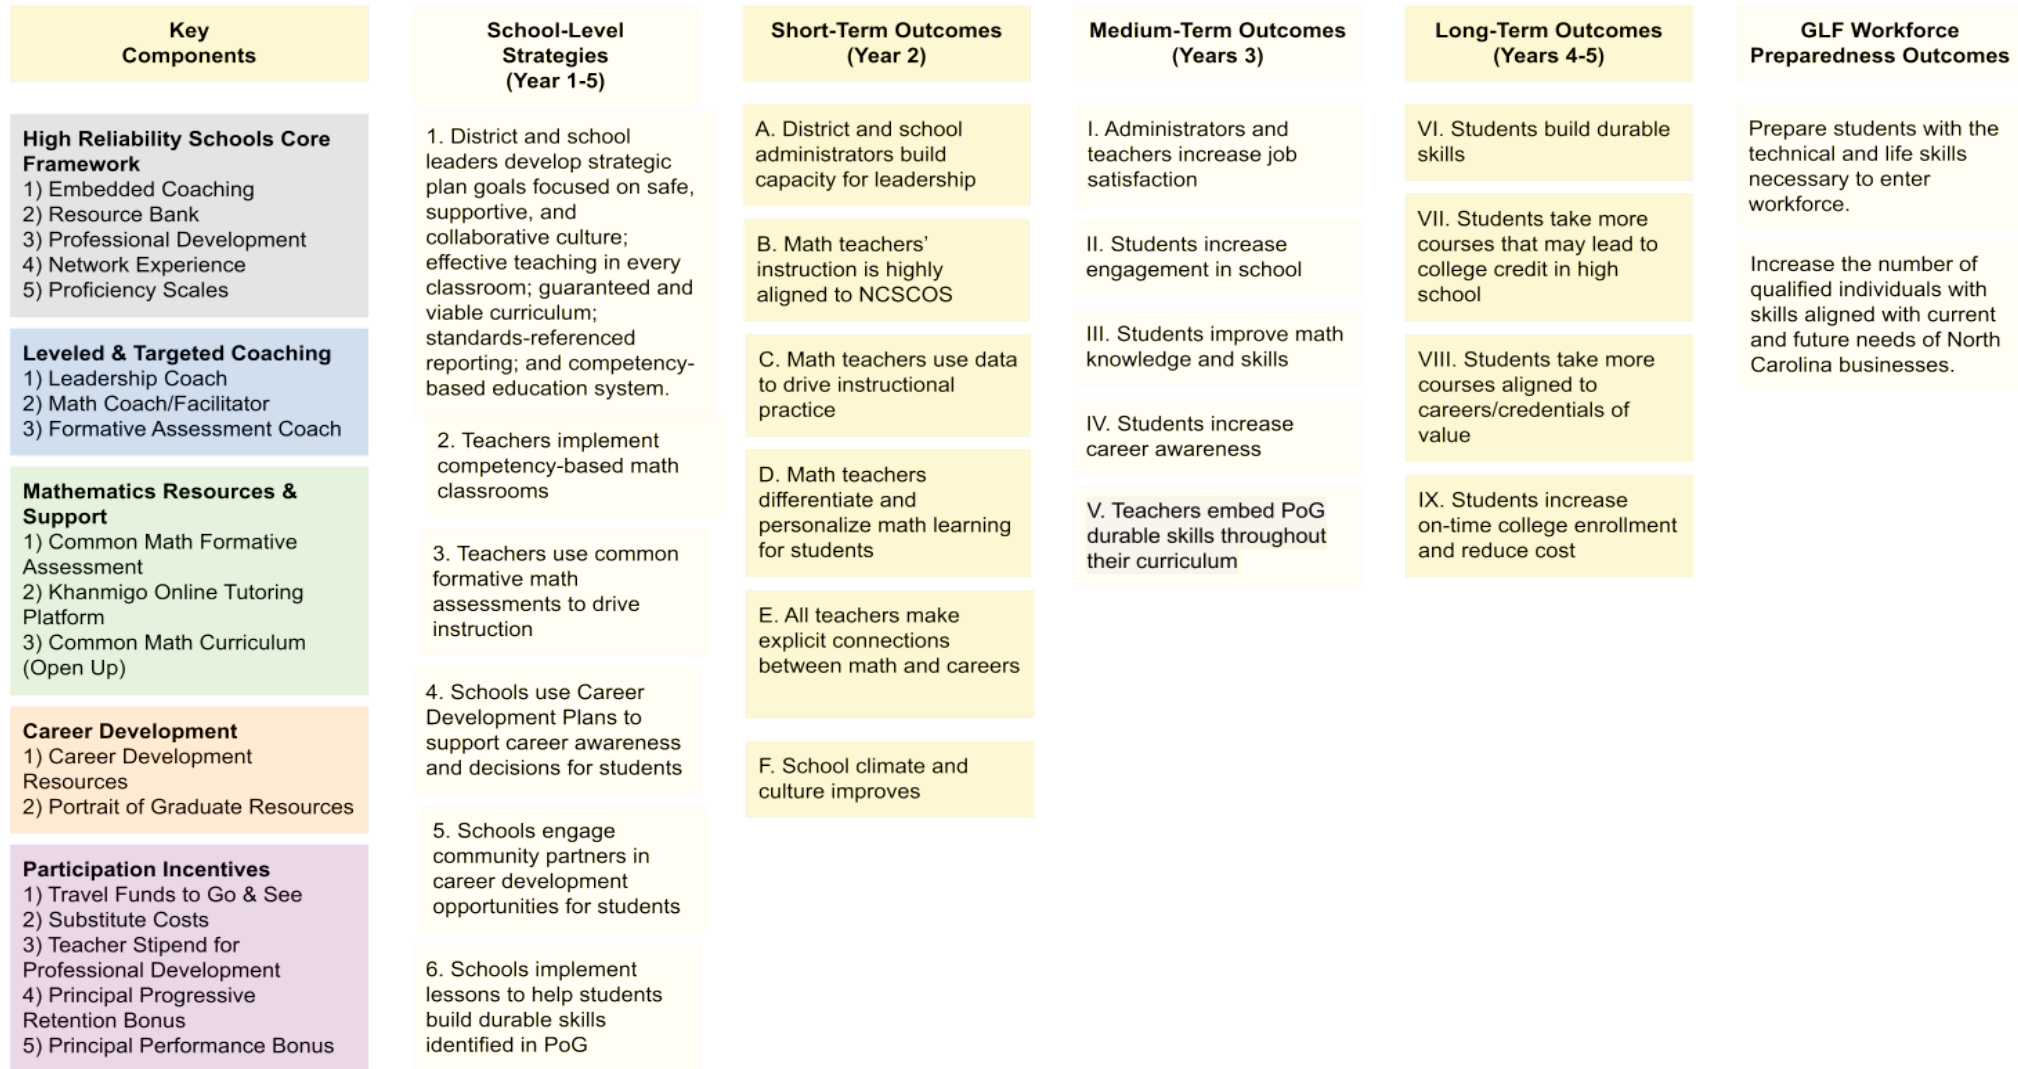 Key
Components
High Reliability Schools Core
Framework
1) Embedded Coaching
2) Resource Bank
3) Professional Development
4) Network Experience
5) Proficiency Scales
Leveled & Targeted Coaching
1) Leadership Coach
2) Math Coach/Facilitator
3) Formative Assessment Coach
Mathematics Resources &
Support
1) Common Math Formative
Assessment
2) Khanmigo Online Tutoring
Platform
3) Common Math Curriculum
(Open Up)
Career Development
1) Career Development
Resources
2) Portrait of Graduate Resources
Participation Incentives
1) Travel Funds to Go & See
2) Substitute Costs
3) Teacher Stipend for
Professional Development
4) Principal Progressive
Retention Bonus
5) Principal Performance Bonus
School-Level
Strategies
(Year 1-5)
1. District and school
leaders develop strategic
plan goals focused on safe,
supportive, and
collaborative culture;
effective teaching in every
classroom; guaranteed and
viable curriculum;
standards-referenced
reporting; and competency-
based education system.
2. Teachers implement
competency-based math
classrooms
3. Teachers use common
formative math
assessments to drive
instruction
4. Schools use Career
Development Plans to
support career awareness
and decisions for students
5. Schools engage
community partners in
career development
opportunities for students
6. Schools implement
lessons to help students
build durable skills
identified in PoG
Short-Term Outcomes
(Year 2)
A. District and school
administrators build
capacity for leadership
B. Math teachers’
instruction is highly
aligned to NCSCOS
C. Math teachers use data
to drive instructional
practice
D. Math teachers
differentiate and
personalize math learning
for students
E. All teachers make
explicit connections
between math and careers
F. School climate and
culture improves
Medium-Term Outcomes
(Years 3)
I. Administrators and
teachers increase job
satisfaction
II. Students increase
engagement in school
III. Students improve math
knowledge and skills
IV. Students increase
career awareness
V. Teachers embed PoG
durable skills throughout
their curriculum
Long-Term Outcomes
(Years 4-5)
VI. Students build durable
skills
VII. Students take more
courses that may lead to
college credit in high
school
VIII. Students take more
courses aligned to
careers/credentials of
value
IX. Students increase
on-time college enrollment
and reduce cost
GLF Workforce
Preparedness Outcomes
Prepare students with the
technical and life skills
necessary to enter
workforce.
Increase the number of
qualified individuals with
skills aligned with current
and future needs of North
Carolina businesses.